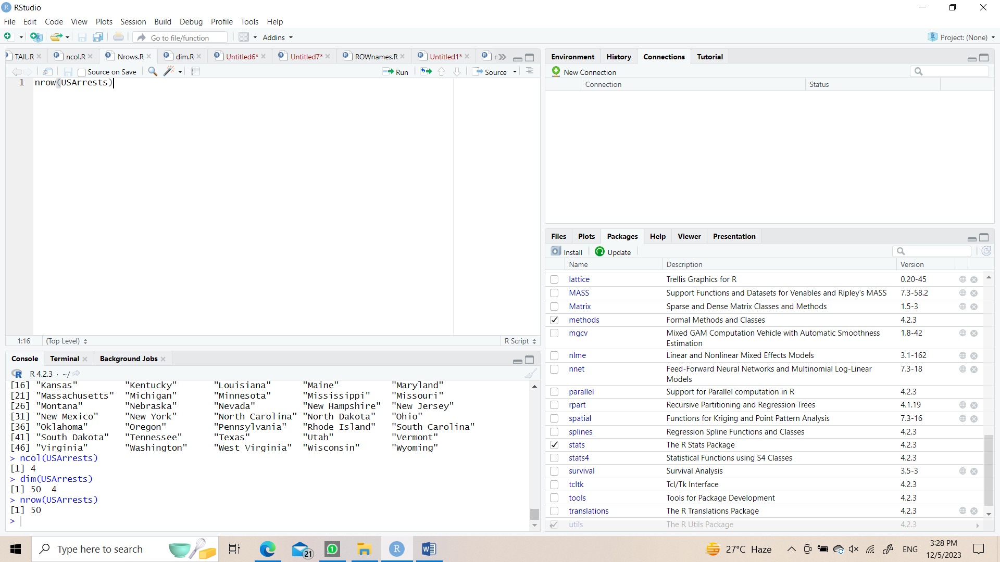 RStudio
File Edit Code View Plots Session Build Debug Profile Tools Help
Go to file/function Addins Project: (None)
TAIL.R ncol.R Nrows.R dim.R Untitled6* Untitled7* ROWnames.R Untitled1*
Source on Save Run Source
1 nrow(USArrests)
1:16 (Top Level) R Script
Console Terminal Background Jobs
R 4.2.3 · ~/
[16] "Kansas" "Kentucky" "Louisiana" "Maine" "Maryland"
[21] "Massachusetts" "Michigan" "Minnesota" "Mississippi" "Missouri"
[26] "Montana" "Nebraska" "Nevada" "New Hampshire" "New Jersey"
[31] "New Mexico" "New York" "North Carolina" "North Dakota" "Ohio"
[36] "Oklahoma" "Oregon" "Pennsylvania" "Rhode Island" "South Carolina"
[41] "South Dakota" "Tennessee" "Texas" "Utah" "Vermont"
[46] "Virginia" "Washington" "West Virginia" "Wisconsin" "Wyoming"
> ncol(USArrests)
[1] 4
> dim(USArrests)
[1] 50 4
> nrow(USArrests)
[1] 50
>
Environment History Connections Tutorial
New Connection
Connection Status
Files Plots Packages Help Viewer Presentation
Install Update
Name Description Version
lattice Trellis Graphics for R 0.20-45
MASS Support Functions and Datasets for Venables and Ripley's MASS 7.3-58.2
Matrix Sparse and Dense Matrix Classes and Methods 1.5-3
methods Formal Methods and Classes 4.2.3
mgcv Mixed GAM Computation Vehicle with Automatic Smoothness 1.8-42
Estimation
nlme Linear and Nonlinear Mixed Effects Models 3.1-162
nnet Feed-Forward Neural Networks and Multinomial Log-Linear 7.3-18
Models
parallel Support for Parallel computation in R 4.2.3
rpart Recursive Partitioning and Regression Trees 4.1.19
spatial Functions for Kriging and Point Pattern Analysis 7.3-16
splines Regression Spline Functions and Classes 4.2.3
stats The R Stats Package 4.2.3
stats4 Statistical Functions using S4 Classes 4.2.3
survival Survival Analysis 3.5-3
tcltk Tcl/Tk Interface 4.2.3
tools Tools for Package Development 4.2.3
translations The R Translations Package 4.2.3
utils The R Utils Package 4.2.3
Type here to search 21 1 27°C Haze ENG 3:28 PM
12/5/2023